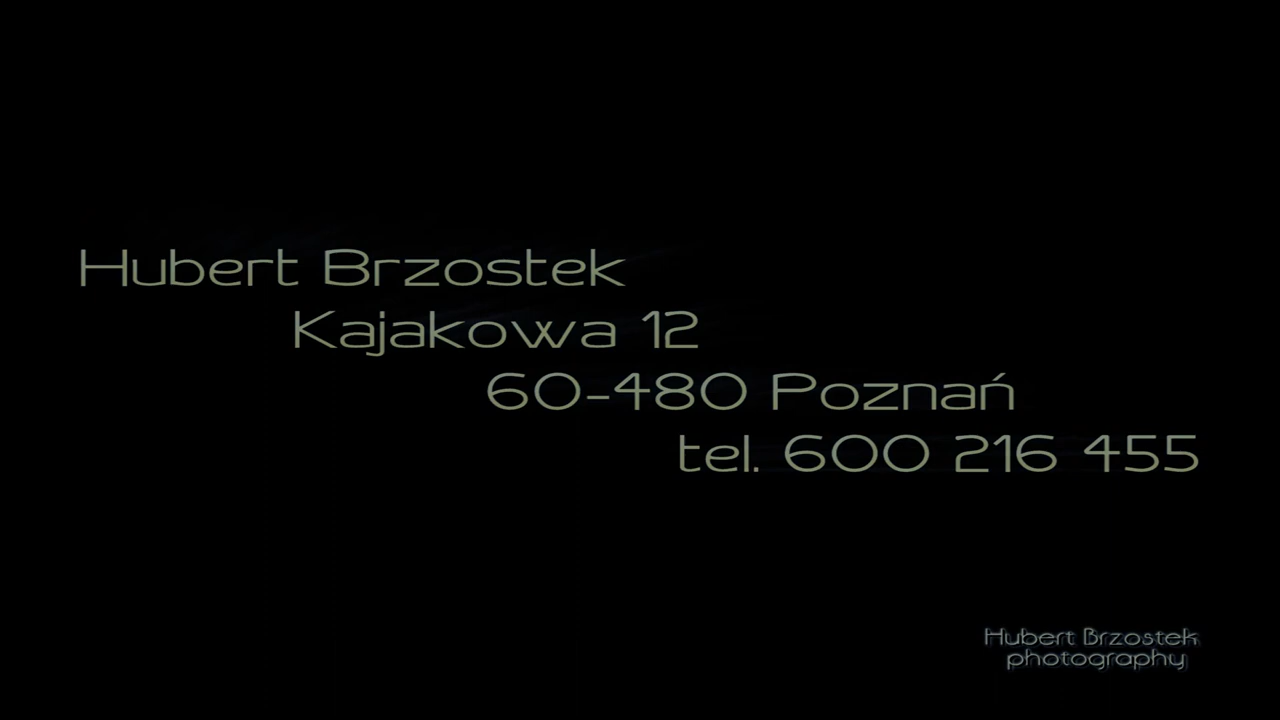 Hubert Brzostek
Kajakowa 12
60-480 Poznań
tel. 600 216 455
Hubert Brzostek
photography